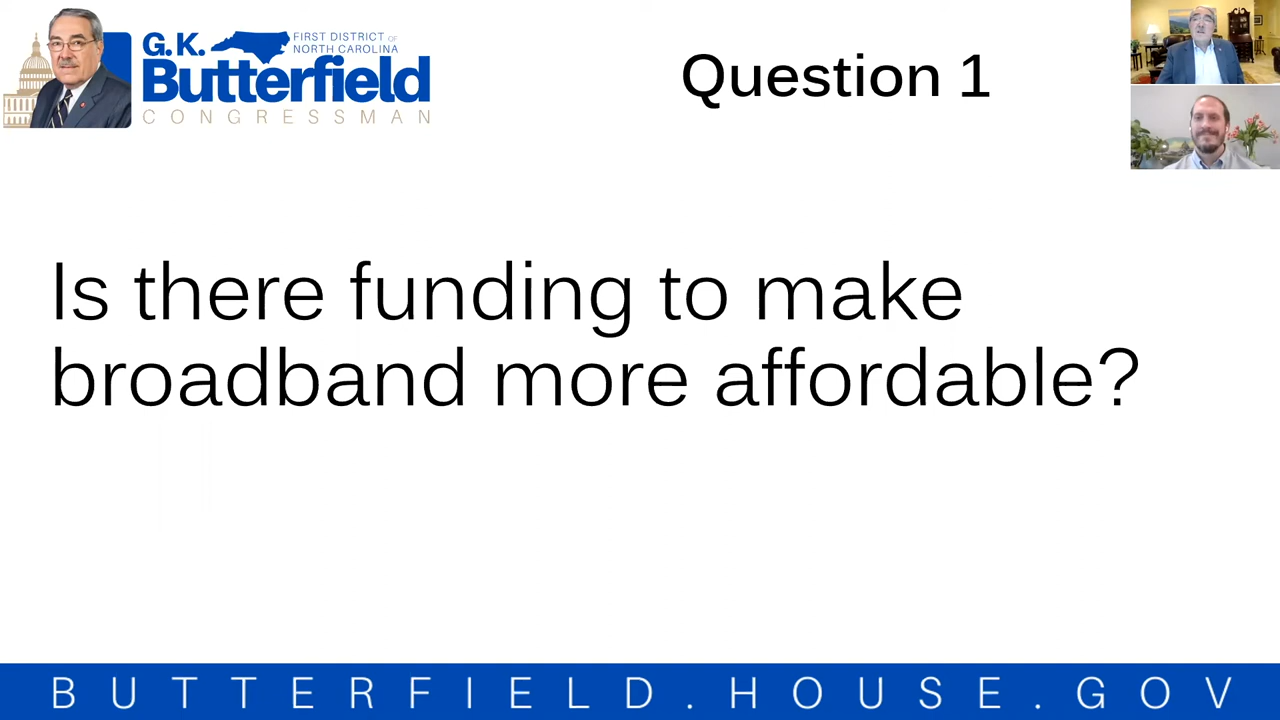 G.K.
FIRST DISTRICT OF
NORTH CAROLINA
Butterfield
CONGRESSMAN
Question 1
Is there funding to make
broadband more affordable?
BUTTERFIELD.HOUSE.GOV